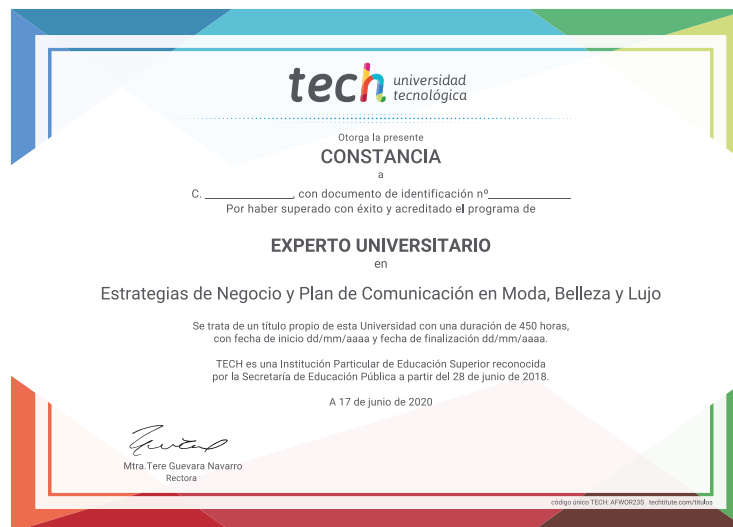 tech universidad
tecnológica
Otorga la presente
CONSTANCIA
a
C. ______________, con documento de identificación nº_____________
Por haber superado con éxito y acreditado el programa de
EXPERTO UNIVERSITARIO
en
Estrategias de Negocio y Plan de Comunicación en Moda, Belleza y Lujo
Se trata de un título propio de esta Universidad con una duración de 450 horas,
con fecha de inicio dd/mm/aaaa y fecha de finalización dd/mm/aaaa.
TECH es una Institución Particular de Educación Superior reconocida
por la Secretaría de Educación Pública a partir del 28 de junio de 2018.
A 17 de junio de 2020
Mtra.Tere Guevara Navarro
Rectora
código único TECH: AFWOR23S techtitute.com/títulos